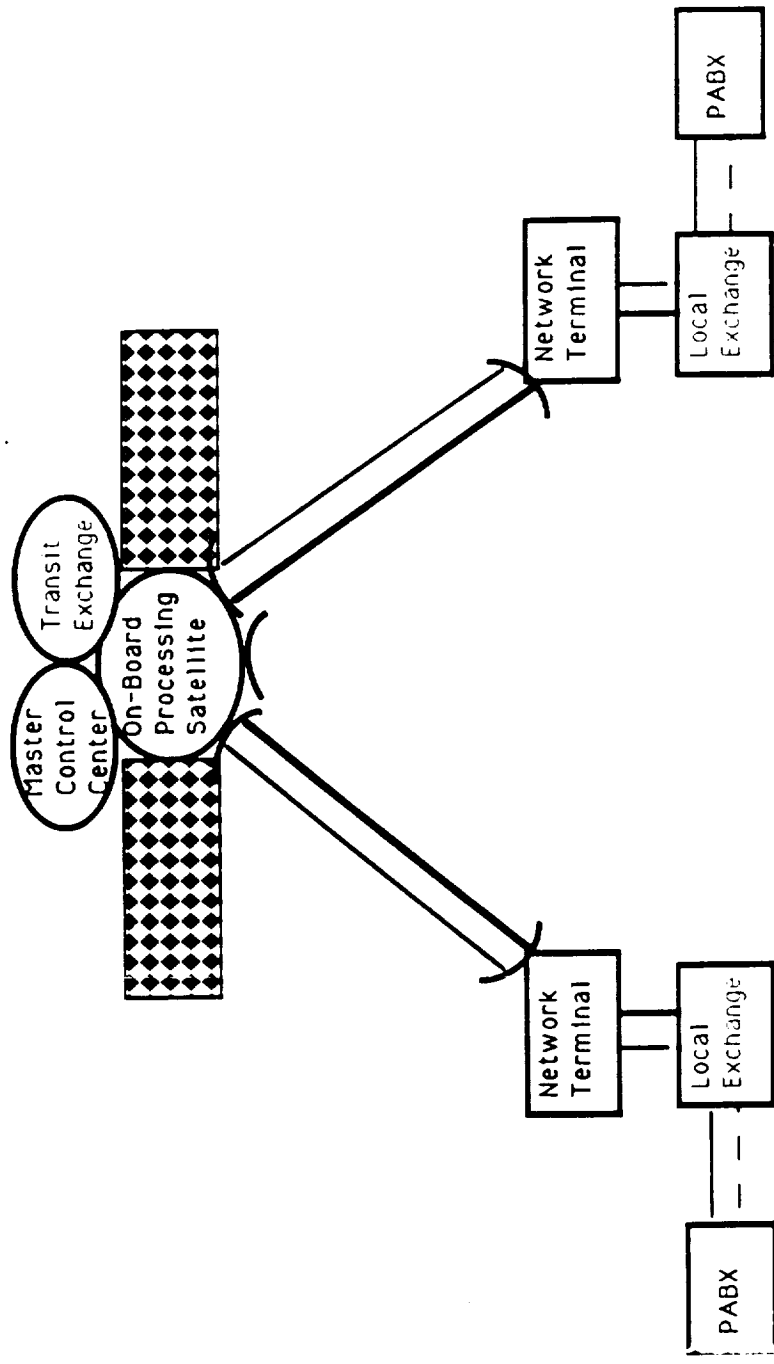 Master
Control
Center
Transit
Exchange
On-Board
Processing
Satellite
Network
Terminal
Network
Terminal
PABX
Local
Exchange
Local
Exchange
PABX